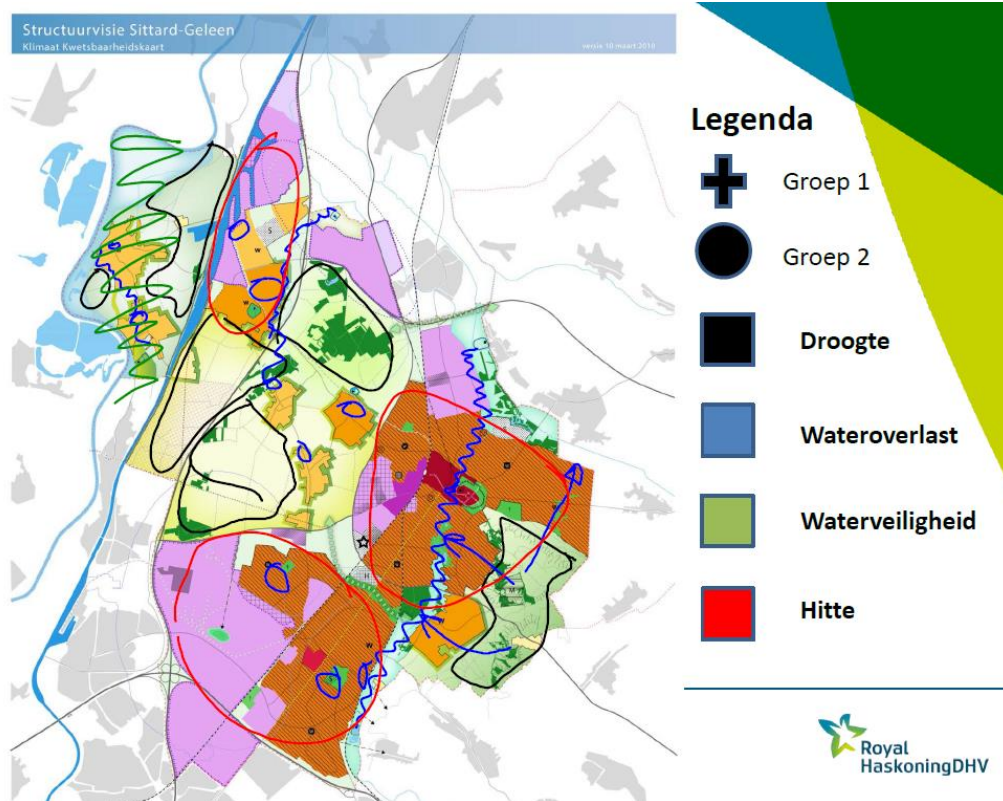 Structuurvisie Sittard-Geleen
Klimaat Kwetsbaarheidskaart
versie 10 maart 2010
Legenda
Groep 1
Groep 2
Droogte
Wateroverlast
Waterveiligheid
Hitte
S
W
W
H
M
W
Royal
HaskoningDHV